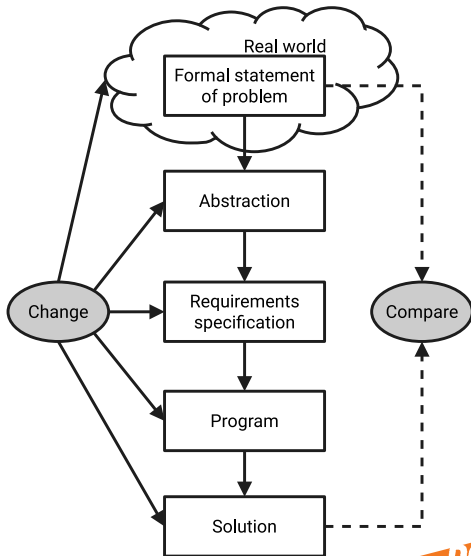 Real world
Formal statement
of problem
Abstraction
Change
Requirements
specification
Compare
Program
Solution